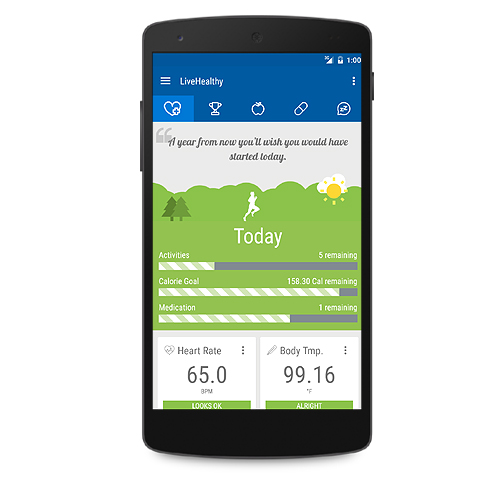 3G 1:00
LiveHealthy
A year from now you'll wish you would have
started today.
Today
Activities 5 remaining
Calorie Goal 158.30 Cal remaining
Medication 1 remaining
Heart Rate
Body Tmp.
65.0
99.16
BPM
°F
LOOKS OK
ALRIGHT